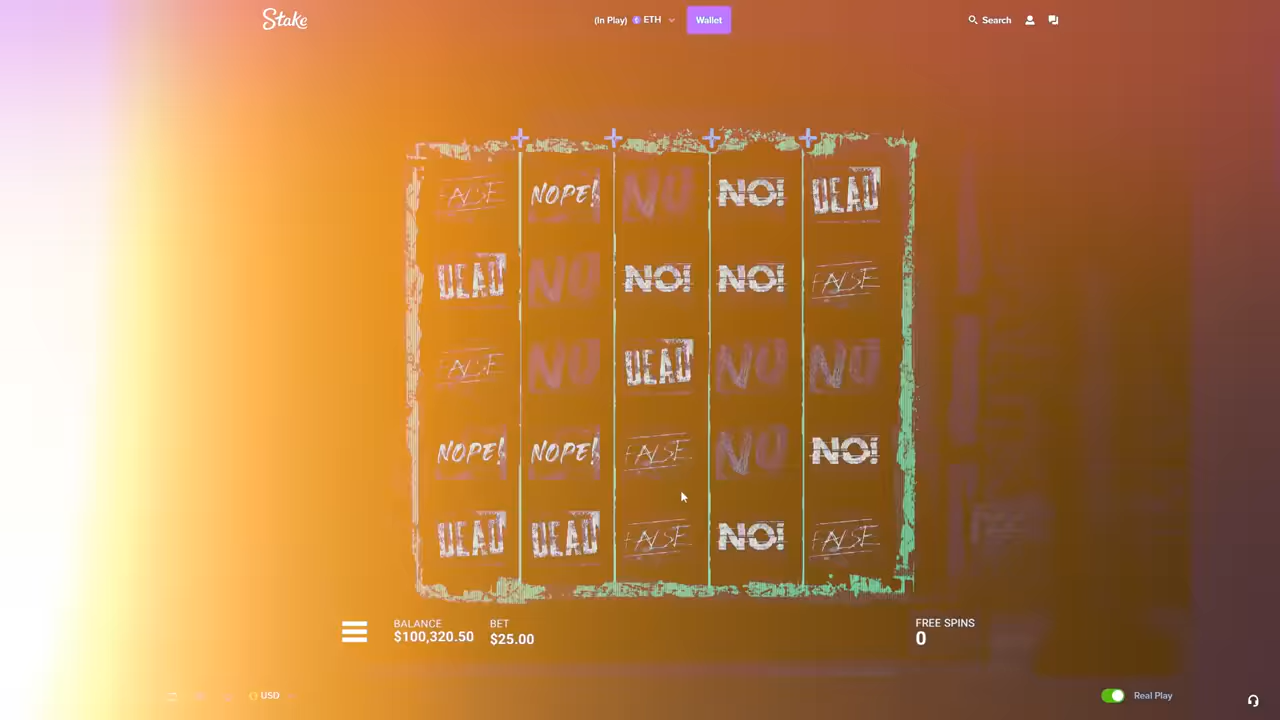 Stake (In Play) ETH Wallet Search
FALSE NOPE! NO NO! DEAD
DEAD NO NO! NO! FALSE
FALSE NO DEAD NO NO
NOPE! NOPE! FALSE NO NO!
DEAD DEAD FALSE NO! FALSE
BALANCE BET FREE SPINS
$100,320.50 $25.00 0
USD Real Play